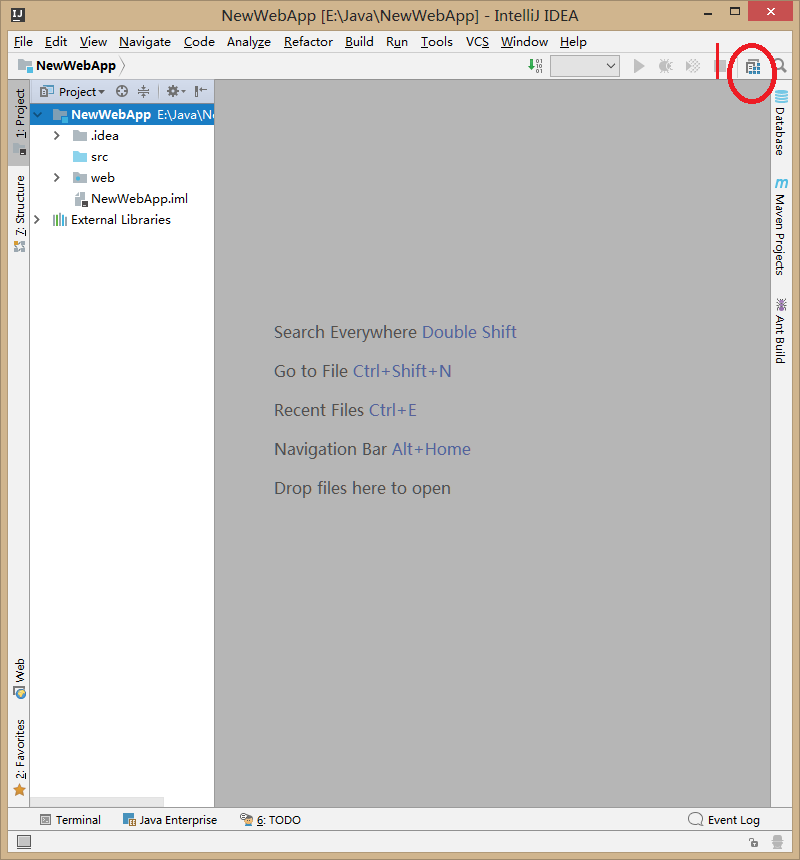 NewWebApp [E:\Java\NewWebApp] - IntelliJ IDEA
File Edit View Navigate Code Analyze Refactor Build Run Tools VCS Window Help
NewWebApp
1: Project
7: Structure
Web
2: Favorites
Project
NewWebApp E:\Java\N
.idea
src
web
NewWebApp.iml
External Libraries
Search Everywhere Double Shift
Go to File Ctrl+Shift+N
Recent Files Ctrl+E
Navigation Bar Alt+Home
Drop files here to open
Database
Maven Projects
Ant Build
Terminal Java Enterprise 6: TODO Event Log